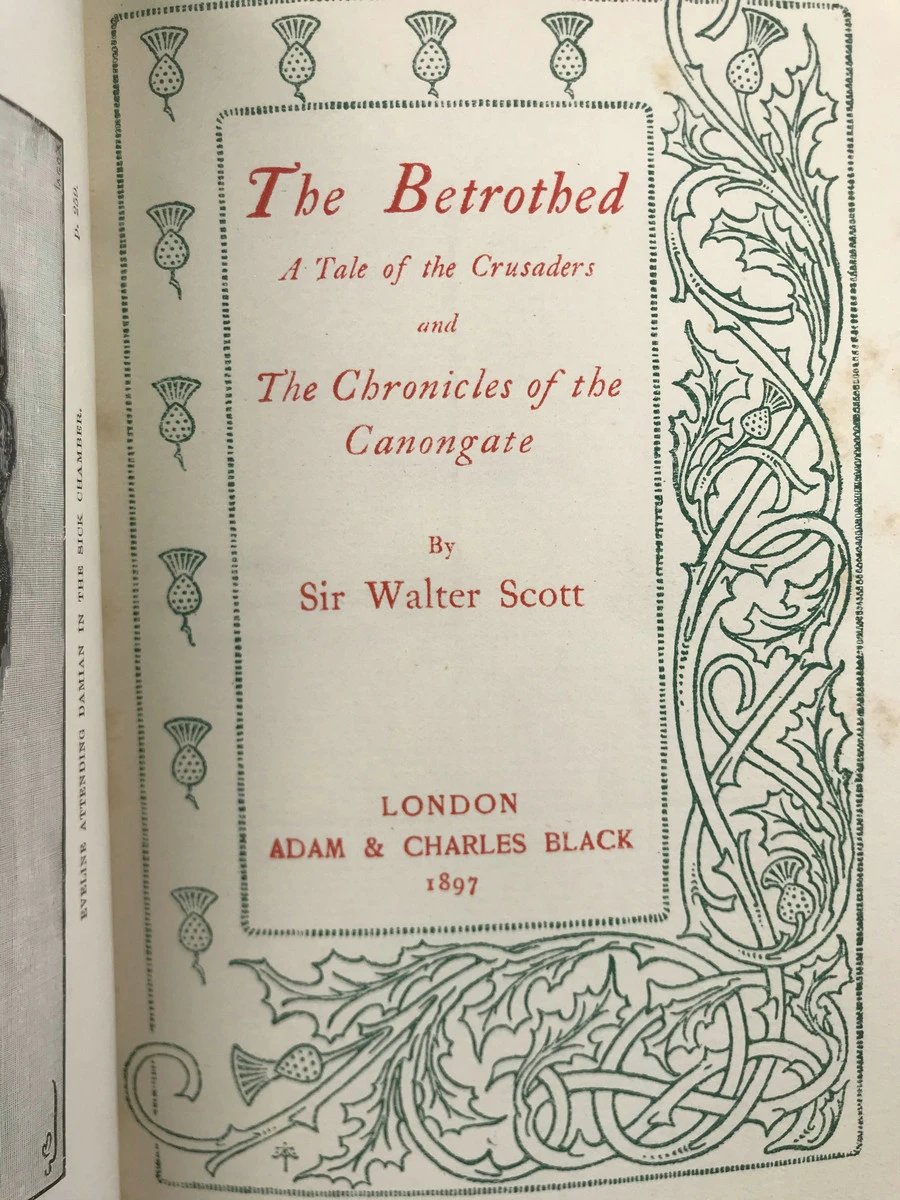 p. 250.
EVELINE ATTENDING DAMIAN IN THE SICK CHAMBER.
The Betrothed
A Tale of the Crusaders
and
The Chronicles of the
Canongate
By
Sir Walter Scott
LONDON
ADAM & CHARLES BLACK
1897